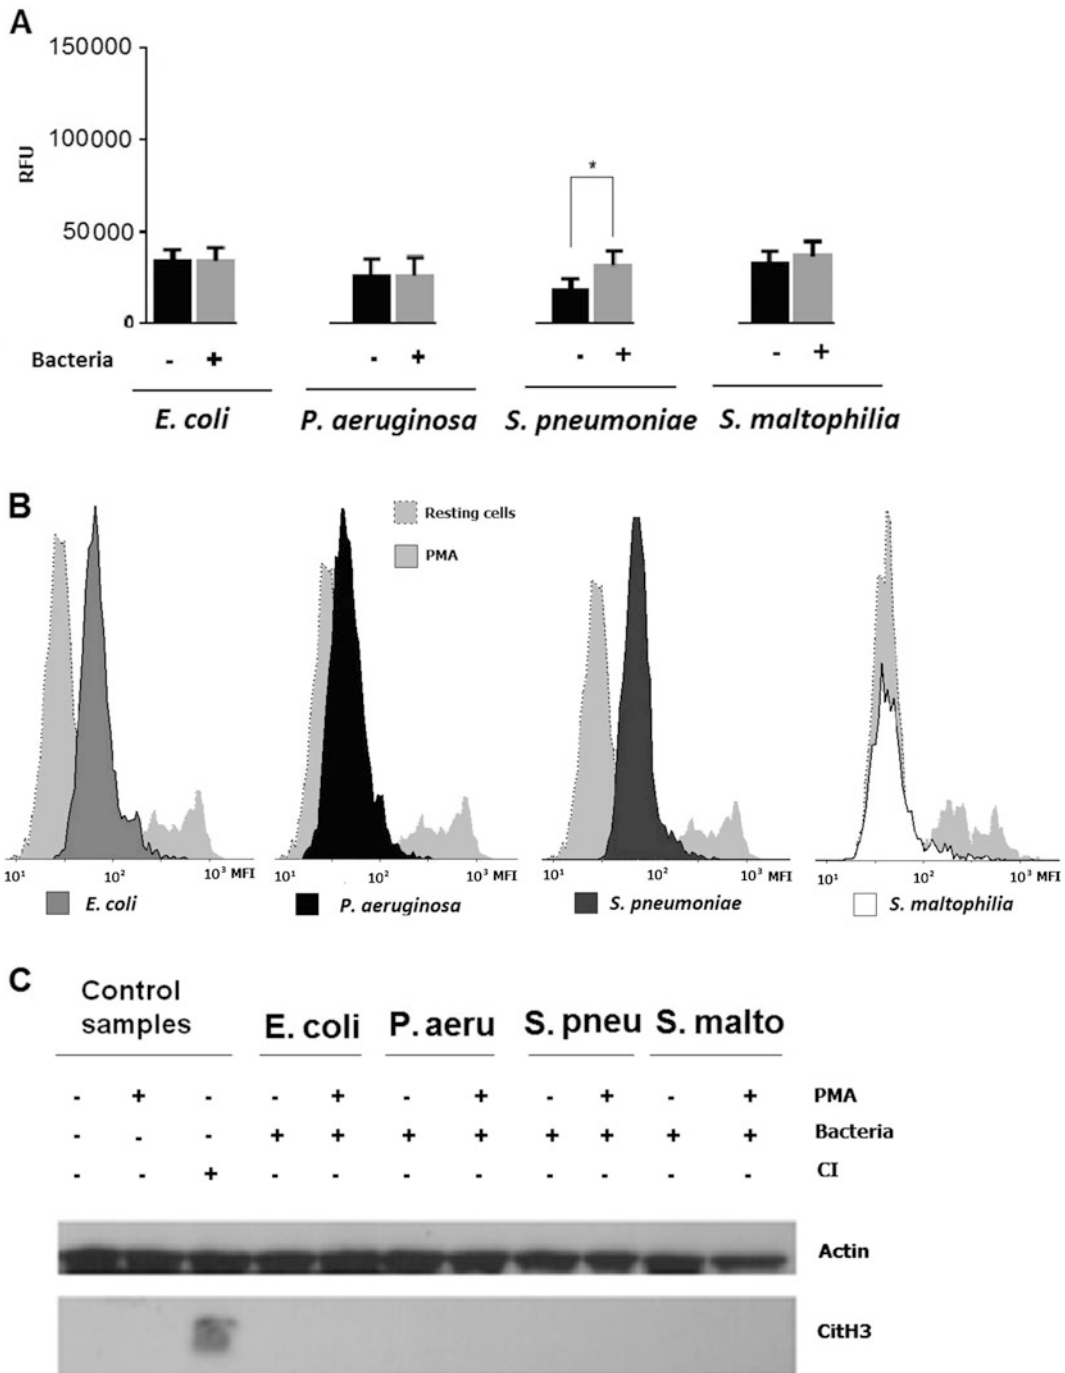 A
150000
100000
RFU
50000
0
*
Bacteria - + - + - + - +
E. coli P. aeruginosa S. pneumoniae S. maltophilia
B
Resting cells
PMA
10¹ 10² 10³ MFI 10¹ 10² 10³ MFI 10¹ 10² 10³ MFI 10¹ 10² 10³ MFI
E. coli P. aeruginosa S. pneumoniae S. maltophilia
C
Control
samples
E. coli P. aeru S. pneu S. malto
- + - - + - + - + - + PMA
- - - + + + + + + + + Bacteria
- - + - - - - - - - - CI
Actin
CitH3